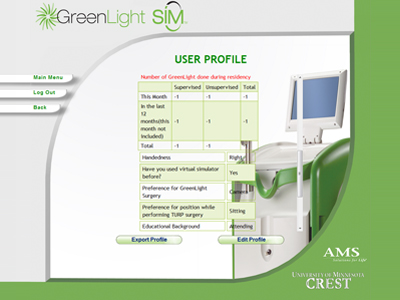 GreenLight SIM
USER PROFILE
Main Menu
Log Out
Back
Number of GreenLight done during residency
Supervised Unsupervised Total
This Month -1 -1 -1
In the last
12
months(this
month not
included) -1 -1 -1
Total -1 -1
Handedness Right
Have you used virtual simulator
before? Yes
Preference for GreenLight
Surgery Camera
Preference for position while
performing TURP surgery Sitting
Educational Background Attending
Export Profile Edit Profile
AMS
UNIVERSITY OF MINNESOTA
CREST